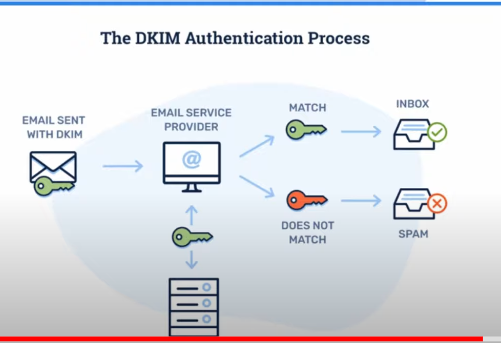 The DKIM Authentication Process
EMAIL SENT
WITH DKIM
EMAIL SERVICE
PROVIDER
@
MATCH
INBOX
DOES NOT
MATCH
SPAM